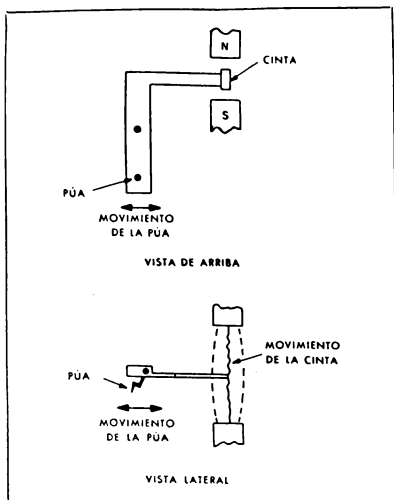 N
CINTA
S
PÚA
MOVIMIENTO
DE LA PÚA
VISTA DE ARRIBA
MOVIMIENTO
DE LA CINTA
PÚA
MOVIMIENTO
DE LA PÚA
VISTA LATERAL